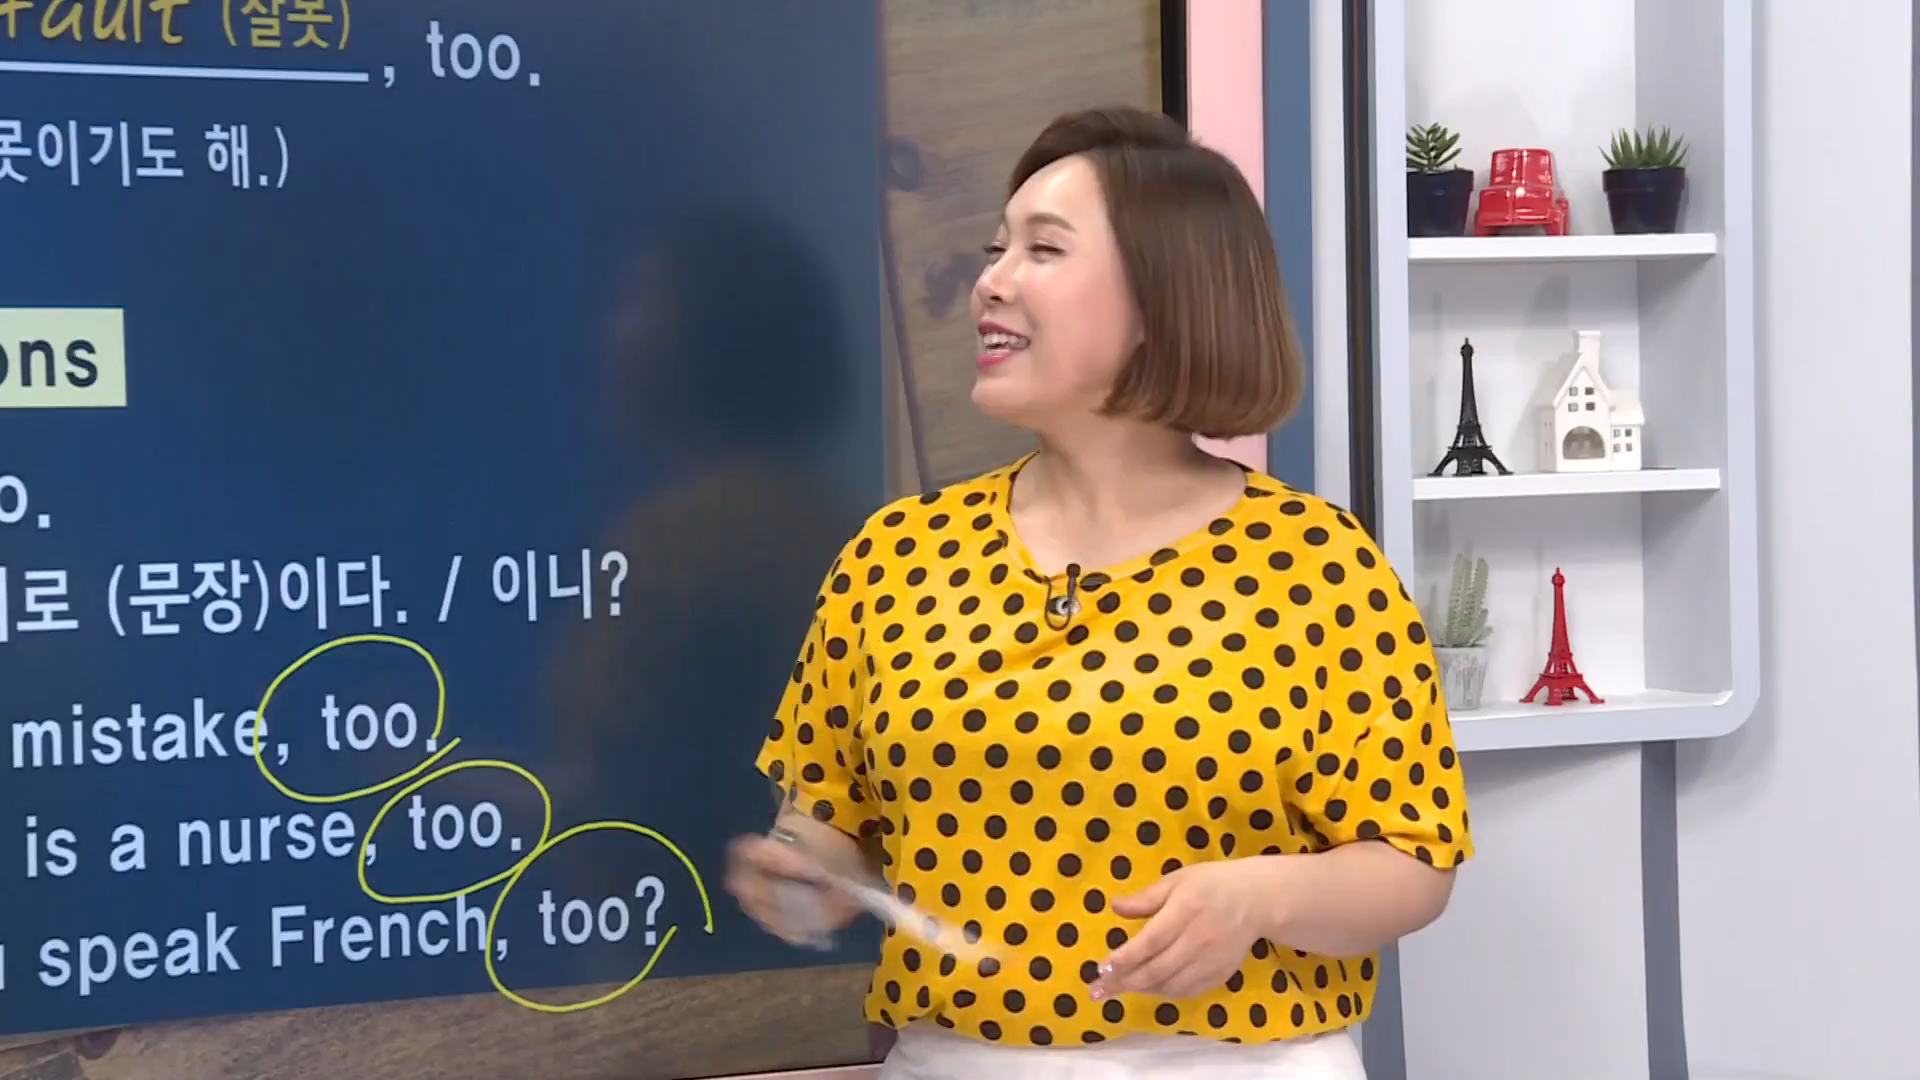 fault (잘못), too.
못이기도 해.)
ons
o.
로 (문장)이다. / 이니?
mistake, too.
is a nurse, too.
speak French, too?